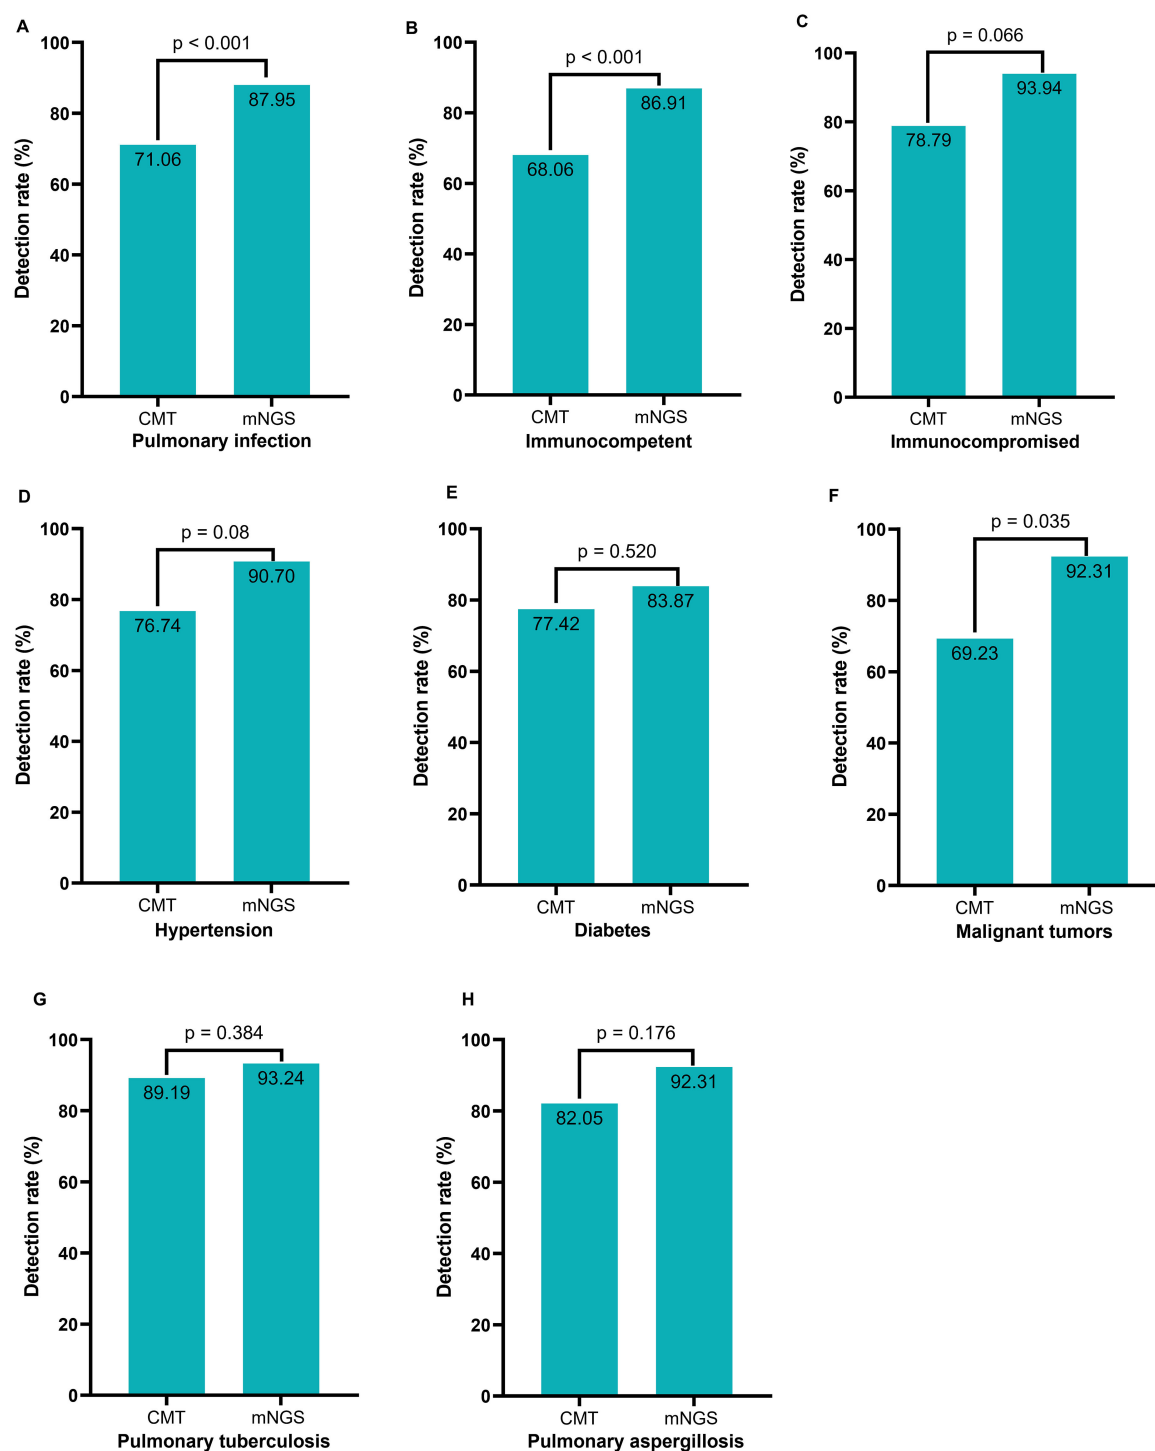 A
p < 0.001
100
80
60
40
20
0
Detection rate (%)
71.06
87.95
CMT
mNGS
Pulmonary infection
B
p < 0.001
100
80
60
40
20
0
Detection rate (%)
68.06
86.91
CMT
mNGS
Immunocompetent
C
p = 0.066
100
80
60
40
20
0
Detection rate (%)
78.79
93.94
CMT
mNGS
Immunocompromised
D
p = 0.08
100
80
60
40
20
0
Detection rate (%)
76.74
90.70
CMT
mNGS
Hypertension
E
p = 0.520
100
80
60
40
20
0
Detection rate (%)
77.42
83.87
CMT
mNGS
Diabetes
F
p = 0.035
100
80
60
40
20
0
Detection rate (%)
69.23
92.31
CMT
mNGS
Malignant tumors
G
p = 0.384
100
80
60
40
20
0
Detection rate (%)
89.19
93.24
CMT
mNGS
Pulmonary tuberculosis
H
p = 0.176
100
80
60
40
20
0
Detection rate (%)
82.05
92.31
CMT
mNGS
Pulmonary aspergillosis